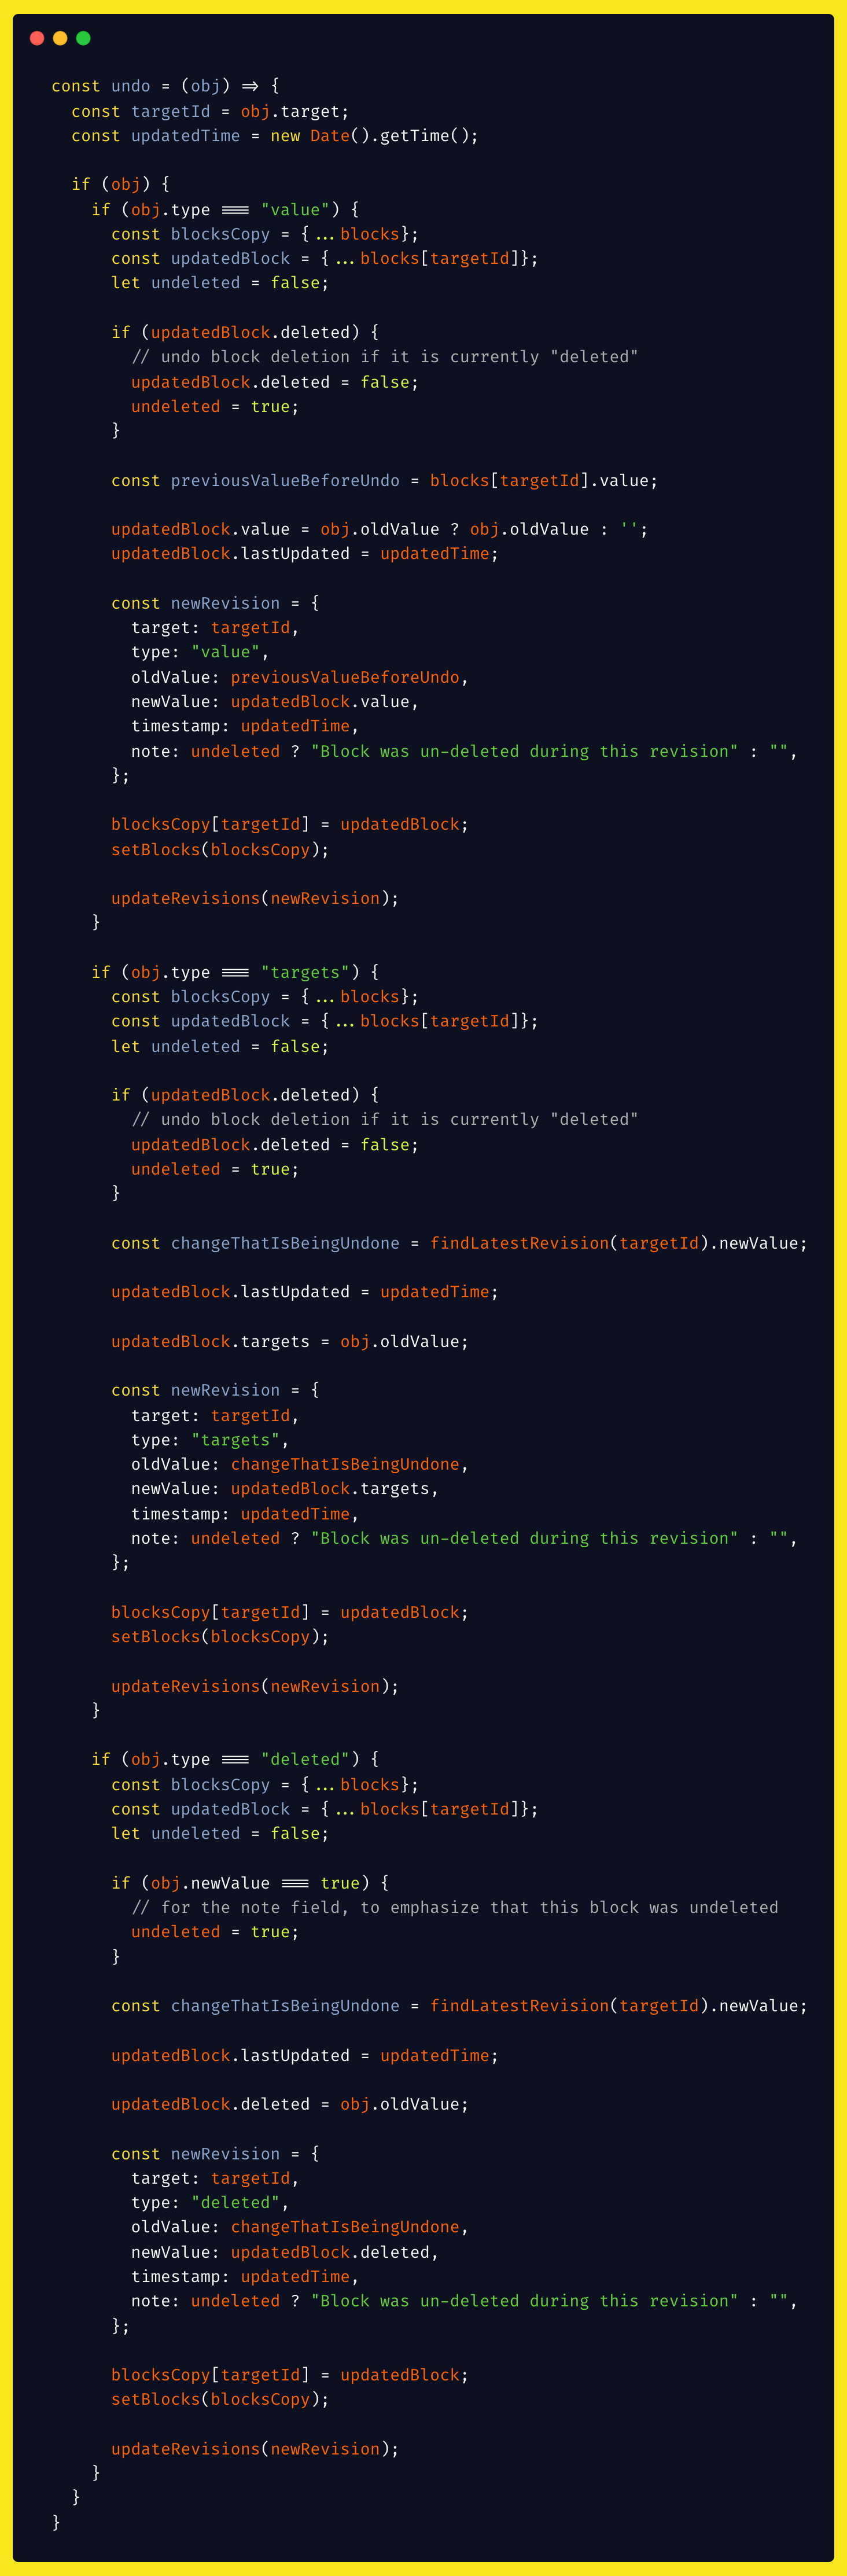 const undo = (obj) => {
  const targetId = obj.target;
  const updatedTime = new Date().getTime();

  if (obj) {
    if (obj.type === "value") {
      const blocksCopy = {...blocks};
      const updatedBlock = {...blocks[targetId]};
      let undeleted = false;

      if (updatedBlock.deleted) {
        // undo block deletion if it is currently "deleted"
        updatedBlock.deleted = false;
        undeleted = true;
      }

      const previousValueBeforeUndo = blocks[targetId].value;

      updatedBlock.value = obj.oldValue ? obj.oldValue : '';
      updatedBlock.lastUpdated = updatedTime;

      const newRevision = {
        target: targetId,
        type: "value",
        oldValue: previousValueBeforeUndo,
        newValue: updatedBlock.value,
        timestamp: updatedTime,
        note: undeleted ? "Block was un-deleted during this revision" : "",
      };

      blocksCopy[targetId] = updatedBlock;
      setBlocks(blocksCopy);

      updateRevisions(newRevision);
    }

    if (obj.type === "targets") {
      const blocksCopy = {...blocks};
      const updatedBlock = {...blocks[targetId]};
      let undeleted = false;

      if (updatedBlock.deleted) {
        // undo block deletion if it is currently "deleted"
        updatedBlock.deleted = false;
        undeleted = true;
      }

      const changeThatIsBeingUndone = findLatestRevision(targetId).newValue;

      updatedBlock.lastUpdated = updatedTime;

      updatedBlock.targets = obj.oldValue;

      const newRevision = {
        target: targetId,
        type: "targets",
        oldValue: changeThatIsBeingUndone,
        newValue: updatedBlock.targets,
        timestamp: updatedTime,
        note: undeleted ? "Block was un-deleted during this revision" : "",
      };

      blocksCopy[targetId] = updatedBlock;
      setBlocks(blocksCopy);

      updateRevisions(newRevision);
    }

    if (obj.type === "deleted") {
      const blocksCopy = {...blocks};
      const updatedBlock = {...blocks[targetId]};
      let undeleted = false;

      if (obj.newValue === true) {
        // for the note field, to emphasize that this block was undeleted
        undeleted = true;
      }

      const changeThatIsBeingUndone = findLatestRevision(targetId).newValue;

      updatedBlock.lastUpdated = updatedTime;

      updatedBlock.deleted = obj.oldValue;

      const newRevision = {
        target: targetId,
        type: "deleted",
        oldValue: changeThatIsBeingUndone,
        newValue: updatedBlock.deleted,
        timestamp: updatedTime,
        note: undeleted ? "Block was un-deleted during this revision" : "",
      };

      blocksCopy[targetId] = updatedBlock;
      setBlocks(blocksCopy);

      updateRevisions(newRevision);
    }
  }
}